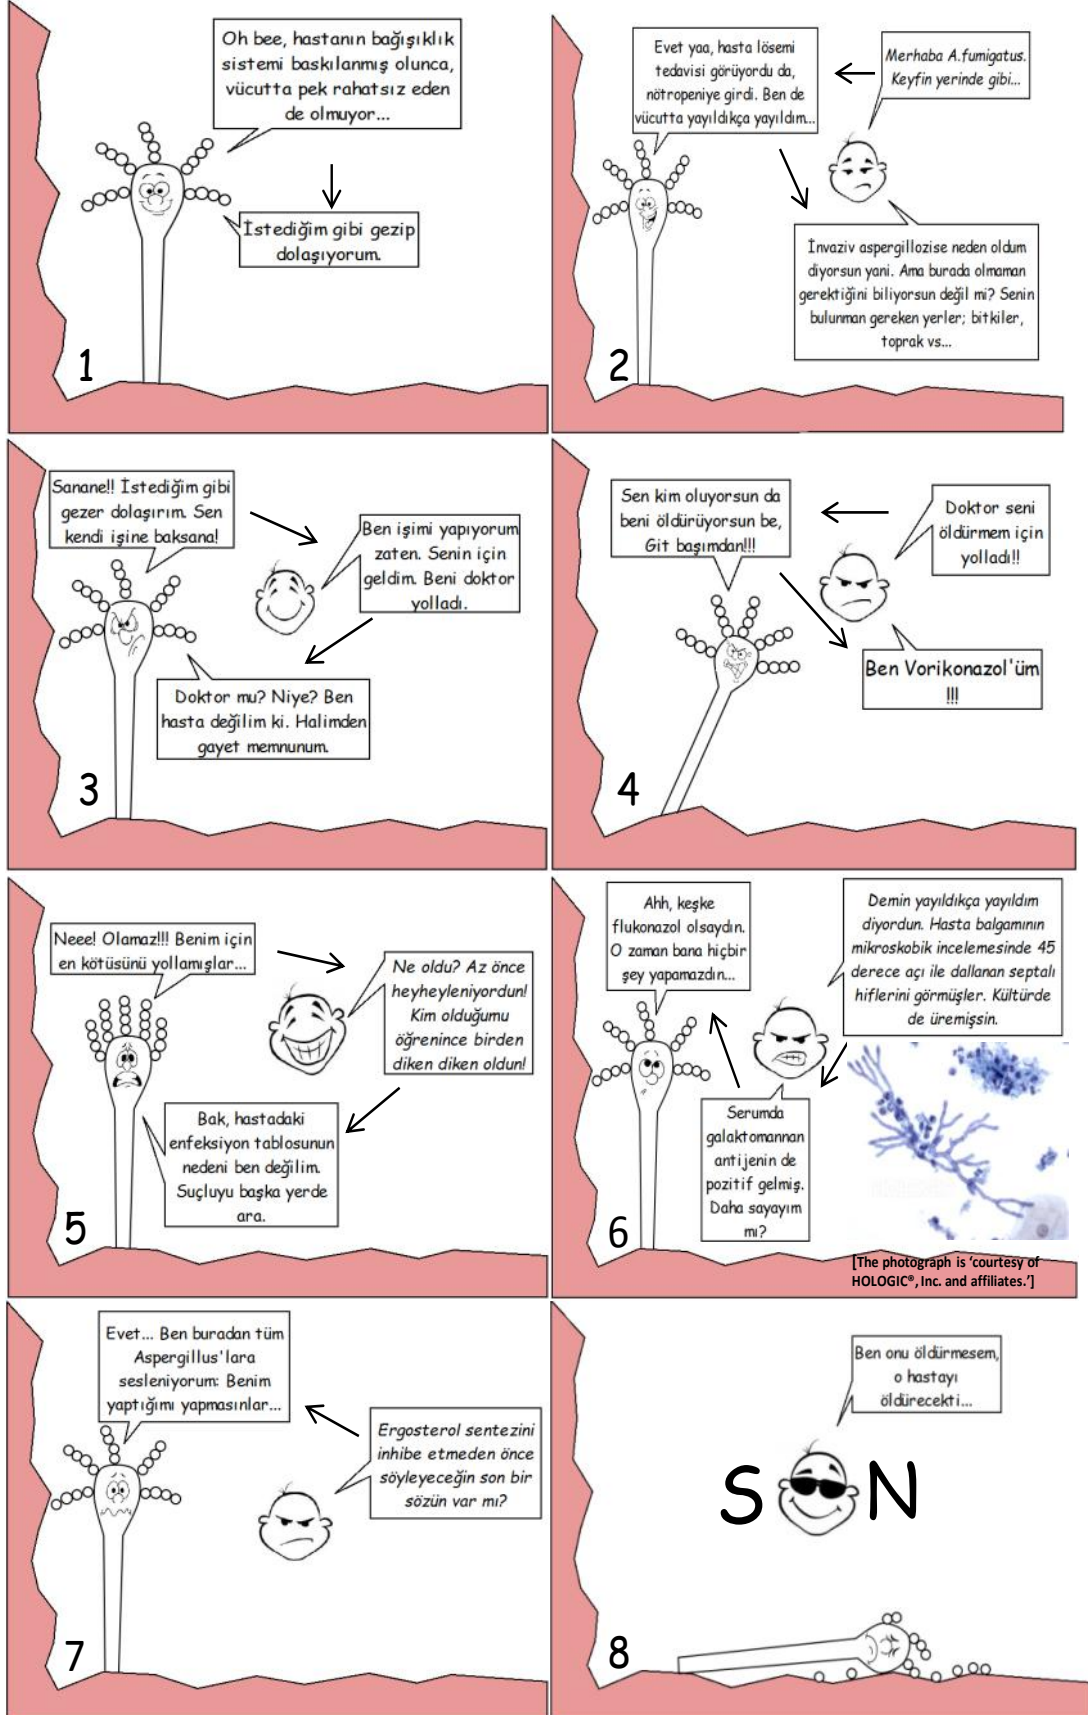 Oh bee, hastanın bağışıklık
sistemi baskılanmış olunca,
vücutta pek rahatsız eden
de olmuyor...
İstediğim gibi gezip
dolaşıyorum.
1
Merhaba A.fumigatus.
Keyfin yerinde gibi...
Evet yaa, hasta lösemi
tedavisi görüyordu da,
nötropeniye girdi. Ben de
vücutta yayıldıkça yayıldım...
İnvaziv aspergillozise neden oldum
diyorsun yani. Ama burada olmaman
gerektiğini biliyorsun değil mi? Senin
bulunman gereken yerler; bitkiler,
toprak vs...
2
Sanane!! İstediğim gibi
gezer dolaşırım. Sen
kendi işine baksana!
Ben işimi yapıyorum
zaten. Senin için
geldim. Beni doktor
yolladı.
Doktor mu? Niye? Ben
hasta değilim ki. Halimden
gayet memnunum.
3
Doktor seni
öldürmem için
yolladı!!
Sen kim oluyorsun da
beni öldürüyorsun be,
Git başımdan!!!
Ben Vorikonazol'üm
!!!
4
Neee! Olamaz!!! Benim için
en kötüsünü yollamışlar...
Ne oldu? Az önce
heyheyleniyordun!
Kim olduğumu
öğrenince birden
diken diken oldun!
Bak, hastadaki
enfeksiyon tablosunun
nedeni ben değilim.
Suçluyu başka yerde
ara.
5
Demin yayıldıkça yayıldım
diyordun. Hasta balgamının
mikroskobik incelemesinde 45
derece açı ile dallanan septalı
hiflerini görmüşler. Kültürde
de üremişsin.
Serumda
galaktomannan
antijenin de
pozitif gelmiş.
Daha sayayım
mı?
Ahh, keşke
flukonazol olsaydın.
O zaman bana hiçbir
şey yapamazdın...
6
[The photograph is 'courtesy of
HOLOGIC®, Inc. and affiliates.']
Ergosterol sentezini
inhibe etmeden önce
söyleyeceğin son bir
sözün var mı?
Evet... Ben buradan tüm
Aspergillus'lara
sesleniyorum: Benim
yaptığımı yapmasınlar...
7
Ben onu öldürmesem,
o hastayı
öldürecekti...
S N
8